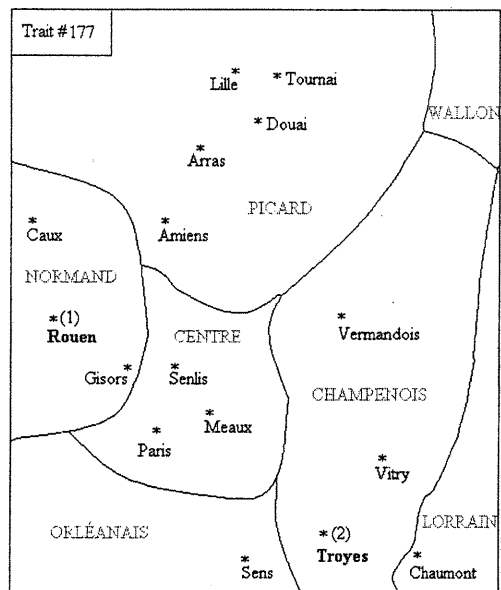 Trait #177
* Tournai
Lille *
* Douai
WALLON
* Arras
PICARD
* Caux
* Amiens
NORMAND
*(1)
Rouen
CENTRE
* Vermandois
Gisors *
* Senlis
CHAMPENOIS
* Meaux
* Paris
* Vitry
ORLÉANAIS
LORRAIN
*(2)
Troyes
* Sens
* Chaumont